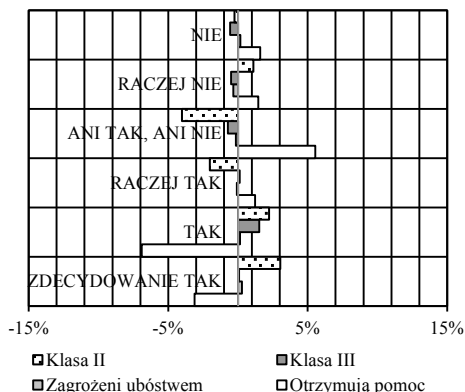 NIE
RACZEJ NIE
ANI TAK, ANI NIE
RACZEJ TAK
TAK
ZDECYDOWANIE TAK
-15% -5% 5% 15%
Klasa II Klasa III
Zagrożeni ubóstwem Otrzymują pomoc